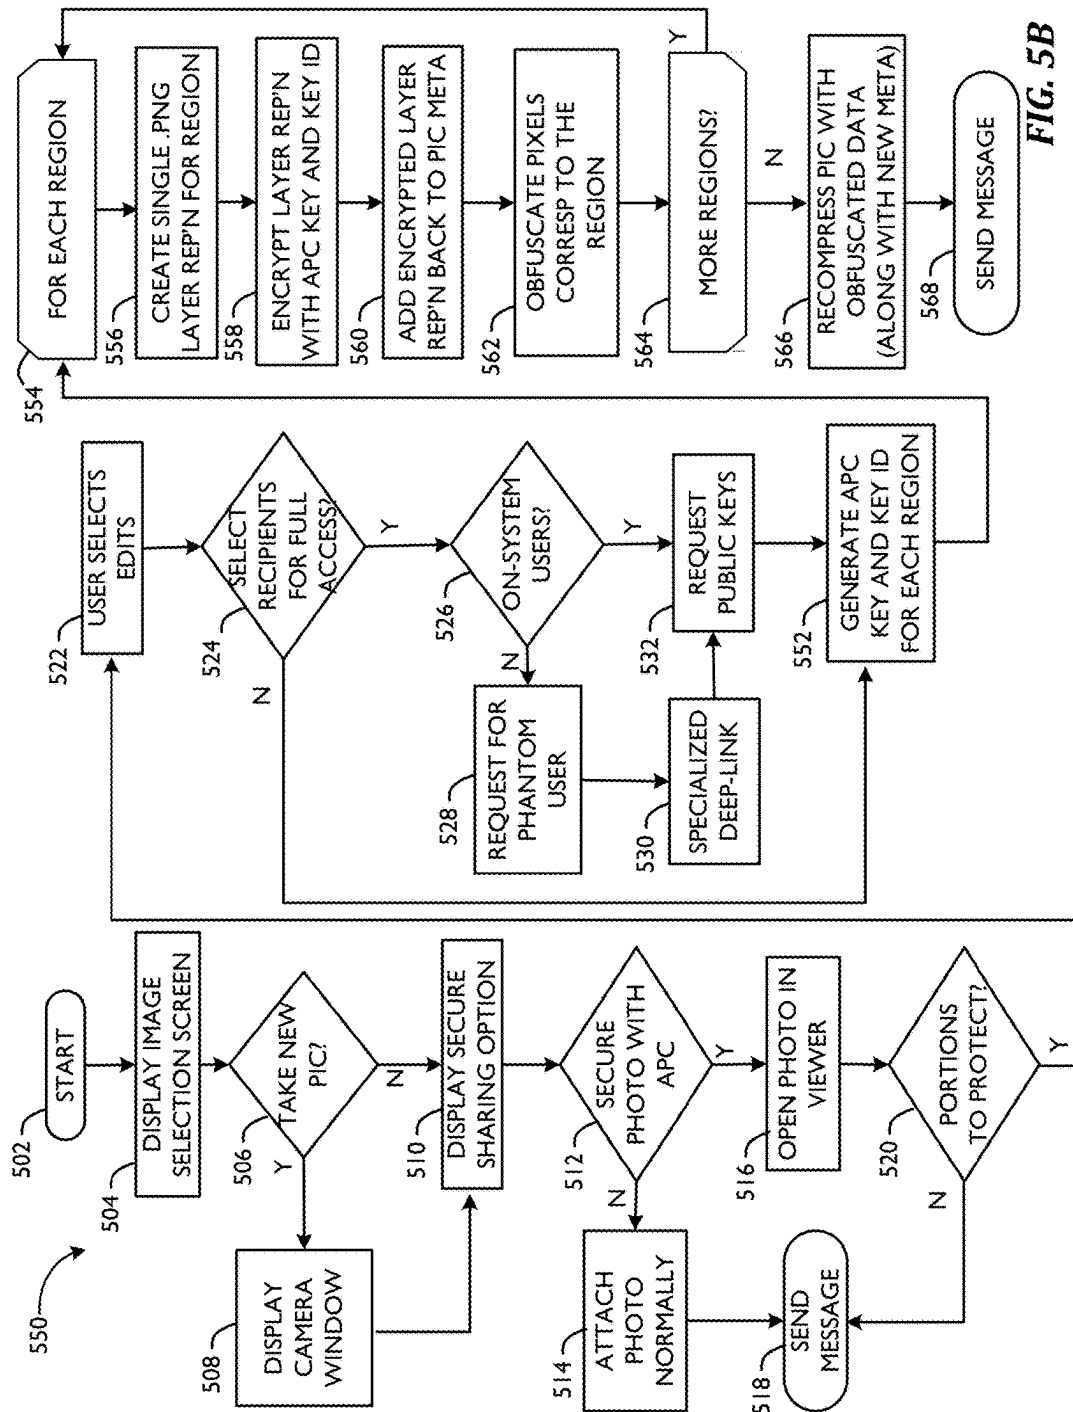 550
502
START
504
DISPLAY IMAGE
SELECTION SCREEN
506
TAKE NEW
PIC?
Y
N
508
DISPLAY
CAMERA
WINDOW
510
DISPLAY SECURE
SHARING OPTION
512
SECURE
PHOTO WITH
APC
N
Y
514
ATTACH
PHOTO
NORMALLY
516
OPEN PHOTO IN
VIEWER
518
SEND
MESSAGE
520
PORTIONS
TO PROTECT?
N
Y
522
USER SELECTS
EDITS
524
SELECT
RECIPIENTS
FOR FULL
ACCESS?
N
Y
526
ON-SYSTEM
USERS?
N
Y
528
REQUEST FOR
PHANTOM
USER
530
SPECIALIZED
DEEP-LINK
532
REQUEST
PUBLIC KEYS
552
GENERATE APC
KEY AND KEY ID
FOR EACH REGION
554
FOR EACH REGION
556
CREATE SINGLE .PNG
LAYER REP'N FOR REGION
558
ENCRYPT LAYER REP'N
WITH APC KEY AND KEY ID
560
ADD ENCRYPTED LAYER
REP'N BACK TO PIC META
562
OBFUSCATE PIXELS
CORRESP TO THE
REGION
564
MORE REGIONS?
Y
N
566
RECOMPRESS PIC WITH
OBFUSCATED DATA
(ALONG WITH NEW META)
568
SEND MESSAGE
FIG. 5B